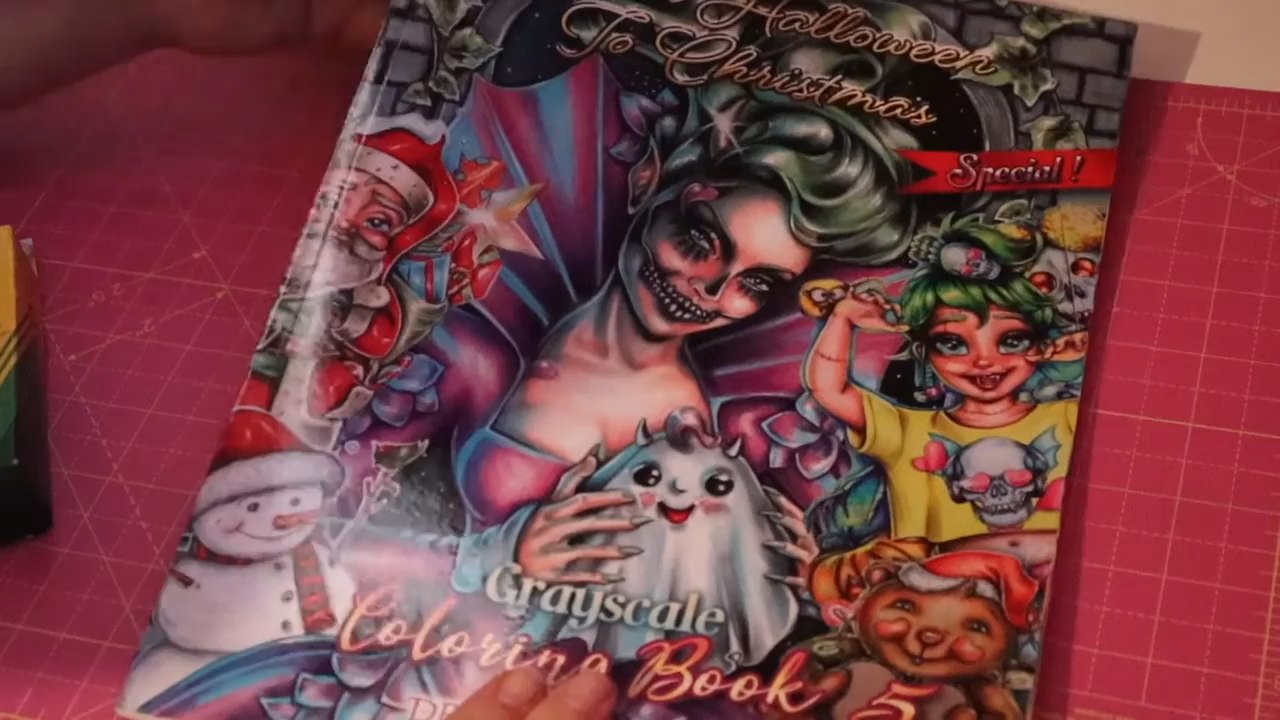 Halloween
To Christmas
Special !
Grayscale
Coloring Book 5